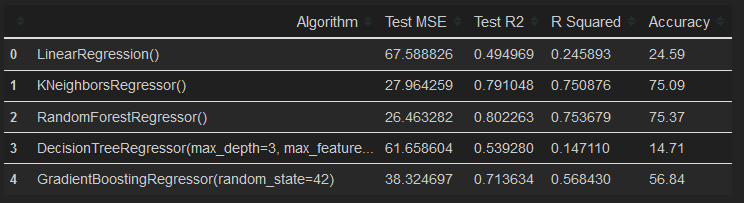 Algorithm Test MSE Test R2 R Squared Accuracy
0 LinearRegression() 67.588826 0.494969 0.245893 24.59
1 KNeighborsRegressor() 27.964259 0.791048 0.750876 75.09
2 RandomForestRegressor() 26.463282 0.802263 0.753679 75.37
3 DecisionTreeRegressor(max_depth=3, max_feature... 61.658604 0.539280 0.147110 14.71
4 GradientBoostingRegressor(random_state=42) 38.324697 0.713634 0.568430 56.84